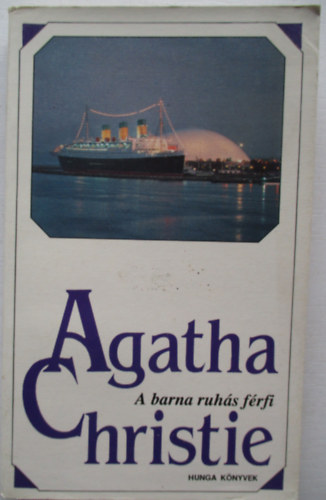 Agatha
A barna ruhás férfi
Christie
HUNGA KÖNYVEK